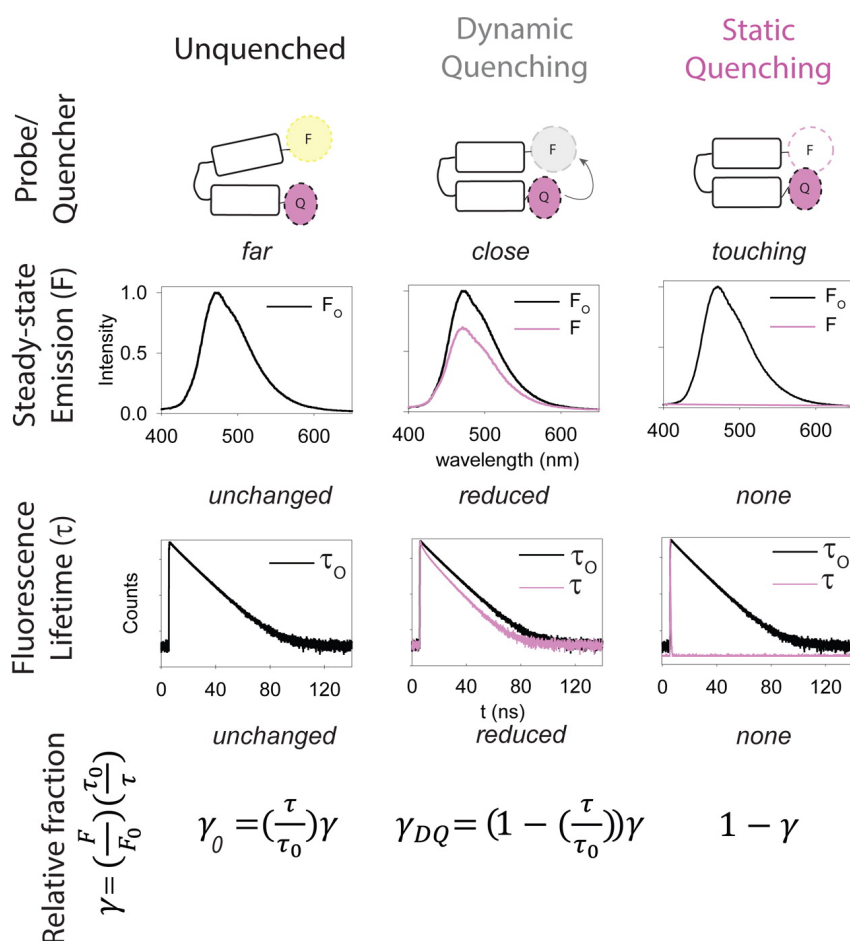 Unquenched
Dynamic
Quenching
Static
Quenching
Probe/
Quencher
F
Q
F
Q
F
Q
far
close
touching
Steady-state
Emission (F)
Intensity
1.0
0.5
0.0
F₀
F₀
F
F₀
F
400 500 600
400 500 600
400 500 600
wavelength (nm)
unchanged
reduced
none
Fluorescence
Lifetime (τ)
Counts
τ₀
τ₀
τ
τ₀
τ
0 40 80 120
0 40 80 120
0 40 80 120
t (ns)
unchanged
reduced
none
Relative fraction
γ = (F/F₀)(τ₀/τ)
γ₀ = (τ/τ₀)γ
γ_DQ = (1 − (τ/τ₀))γ
1 − γ